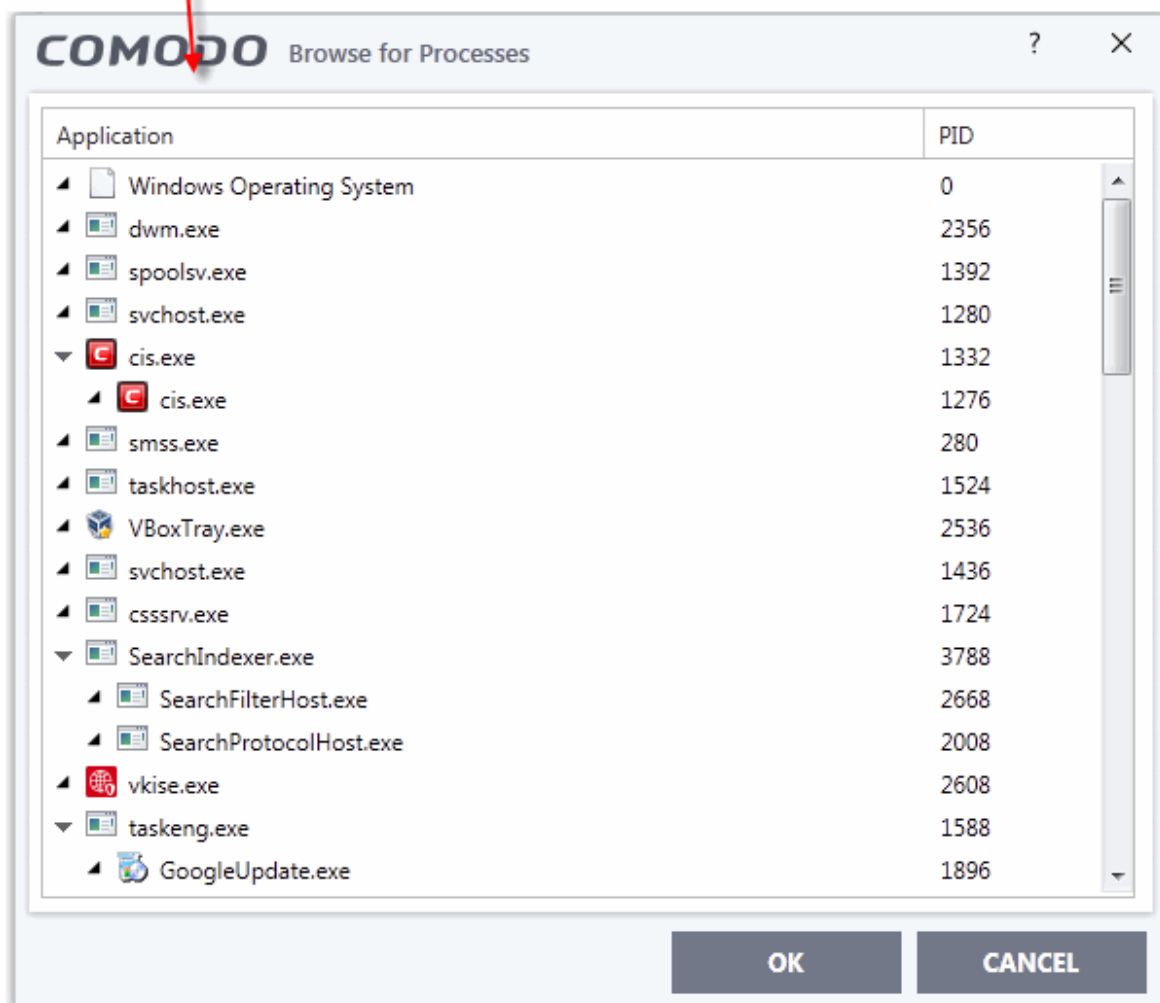 COMODO Browse for Processes ?
Application PID
Windows Operating System 0
dwm.exe 2356
spoolsv.exe 1392
svchost.exe 1280
cis.exe 1332
cis.exe 1276
smss.exe 280
taskhost.exe 1524
VBoxTray.exe 2536
svchost.exe 1436
csssrv.exe 1724
SearchIndexer.exe 3788
SearchFilterHost.exe 2668
SearchProtocolHost.exe 2008
vkise.exe 2608
taskeng.exe 1588
GoogleUpdate.exe 1896
OK CANCEL